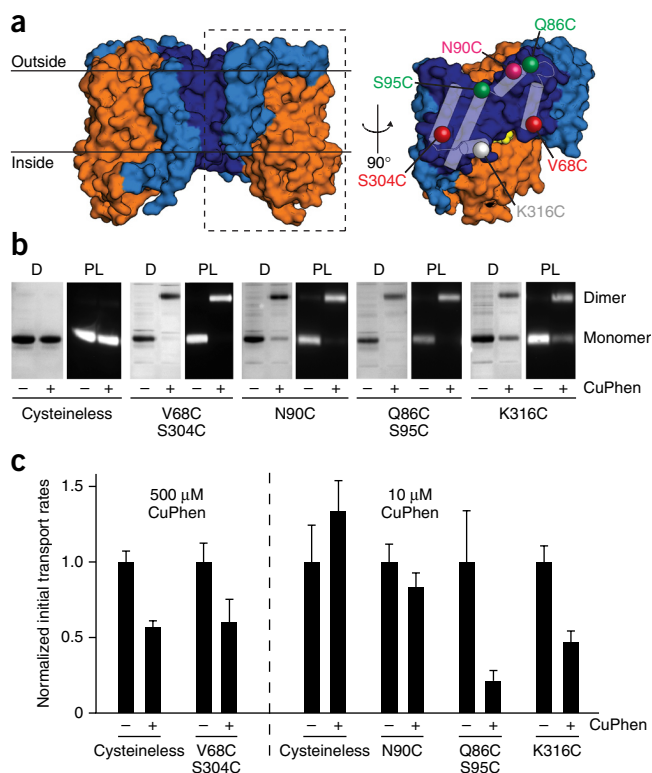 a
Outside
Inside
90°
Q86C
N90C
S95C
S304C
V68C
K316C
b
D PL D PL D PL D PL D PL
Dimer
Monomer
– + – + – + – + – + – + – + – + – + – + CuPhen
Cysteineless V68C S304C N90C Q86C S95C K316C
c
Normalized initial transport rates
1.5
1.0
0.5
0
500 μM CuPhen
10 μM CuPhen
– + – + – + – + – + – + CuPhen
Cysteineless V68C S304C Cysteineless N90C Q86C S95C K316C